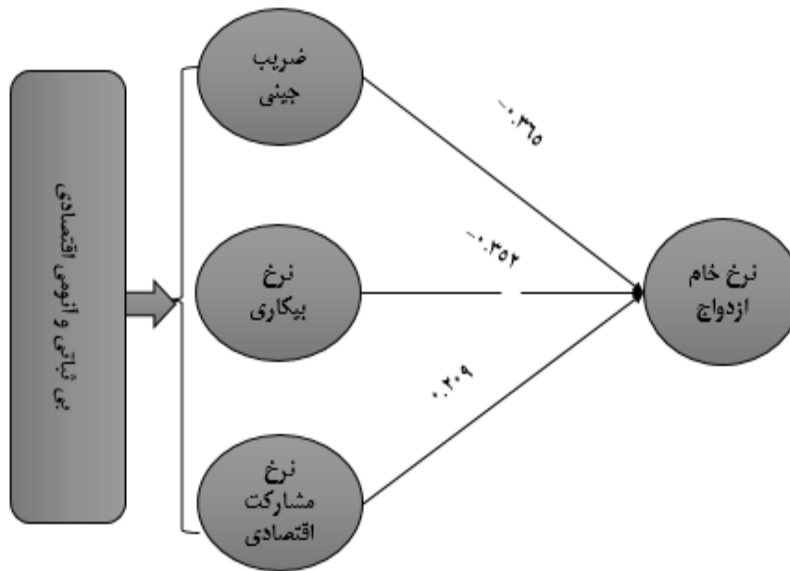 ضریب
جینی
−۰.۳۶۵
بی ثباتی و آنومی اقتصادی
نرخ
بیکاری
−۰.۳۵۲
نرخ خام
ازدواج
۰.۲۰۹
نرخ
مشارکت
اقتصادی